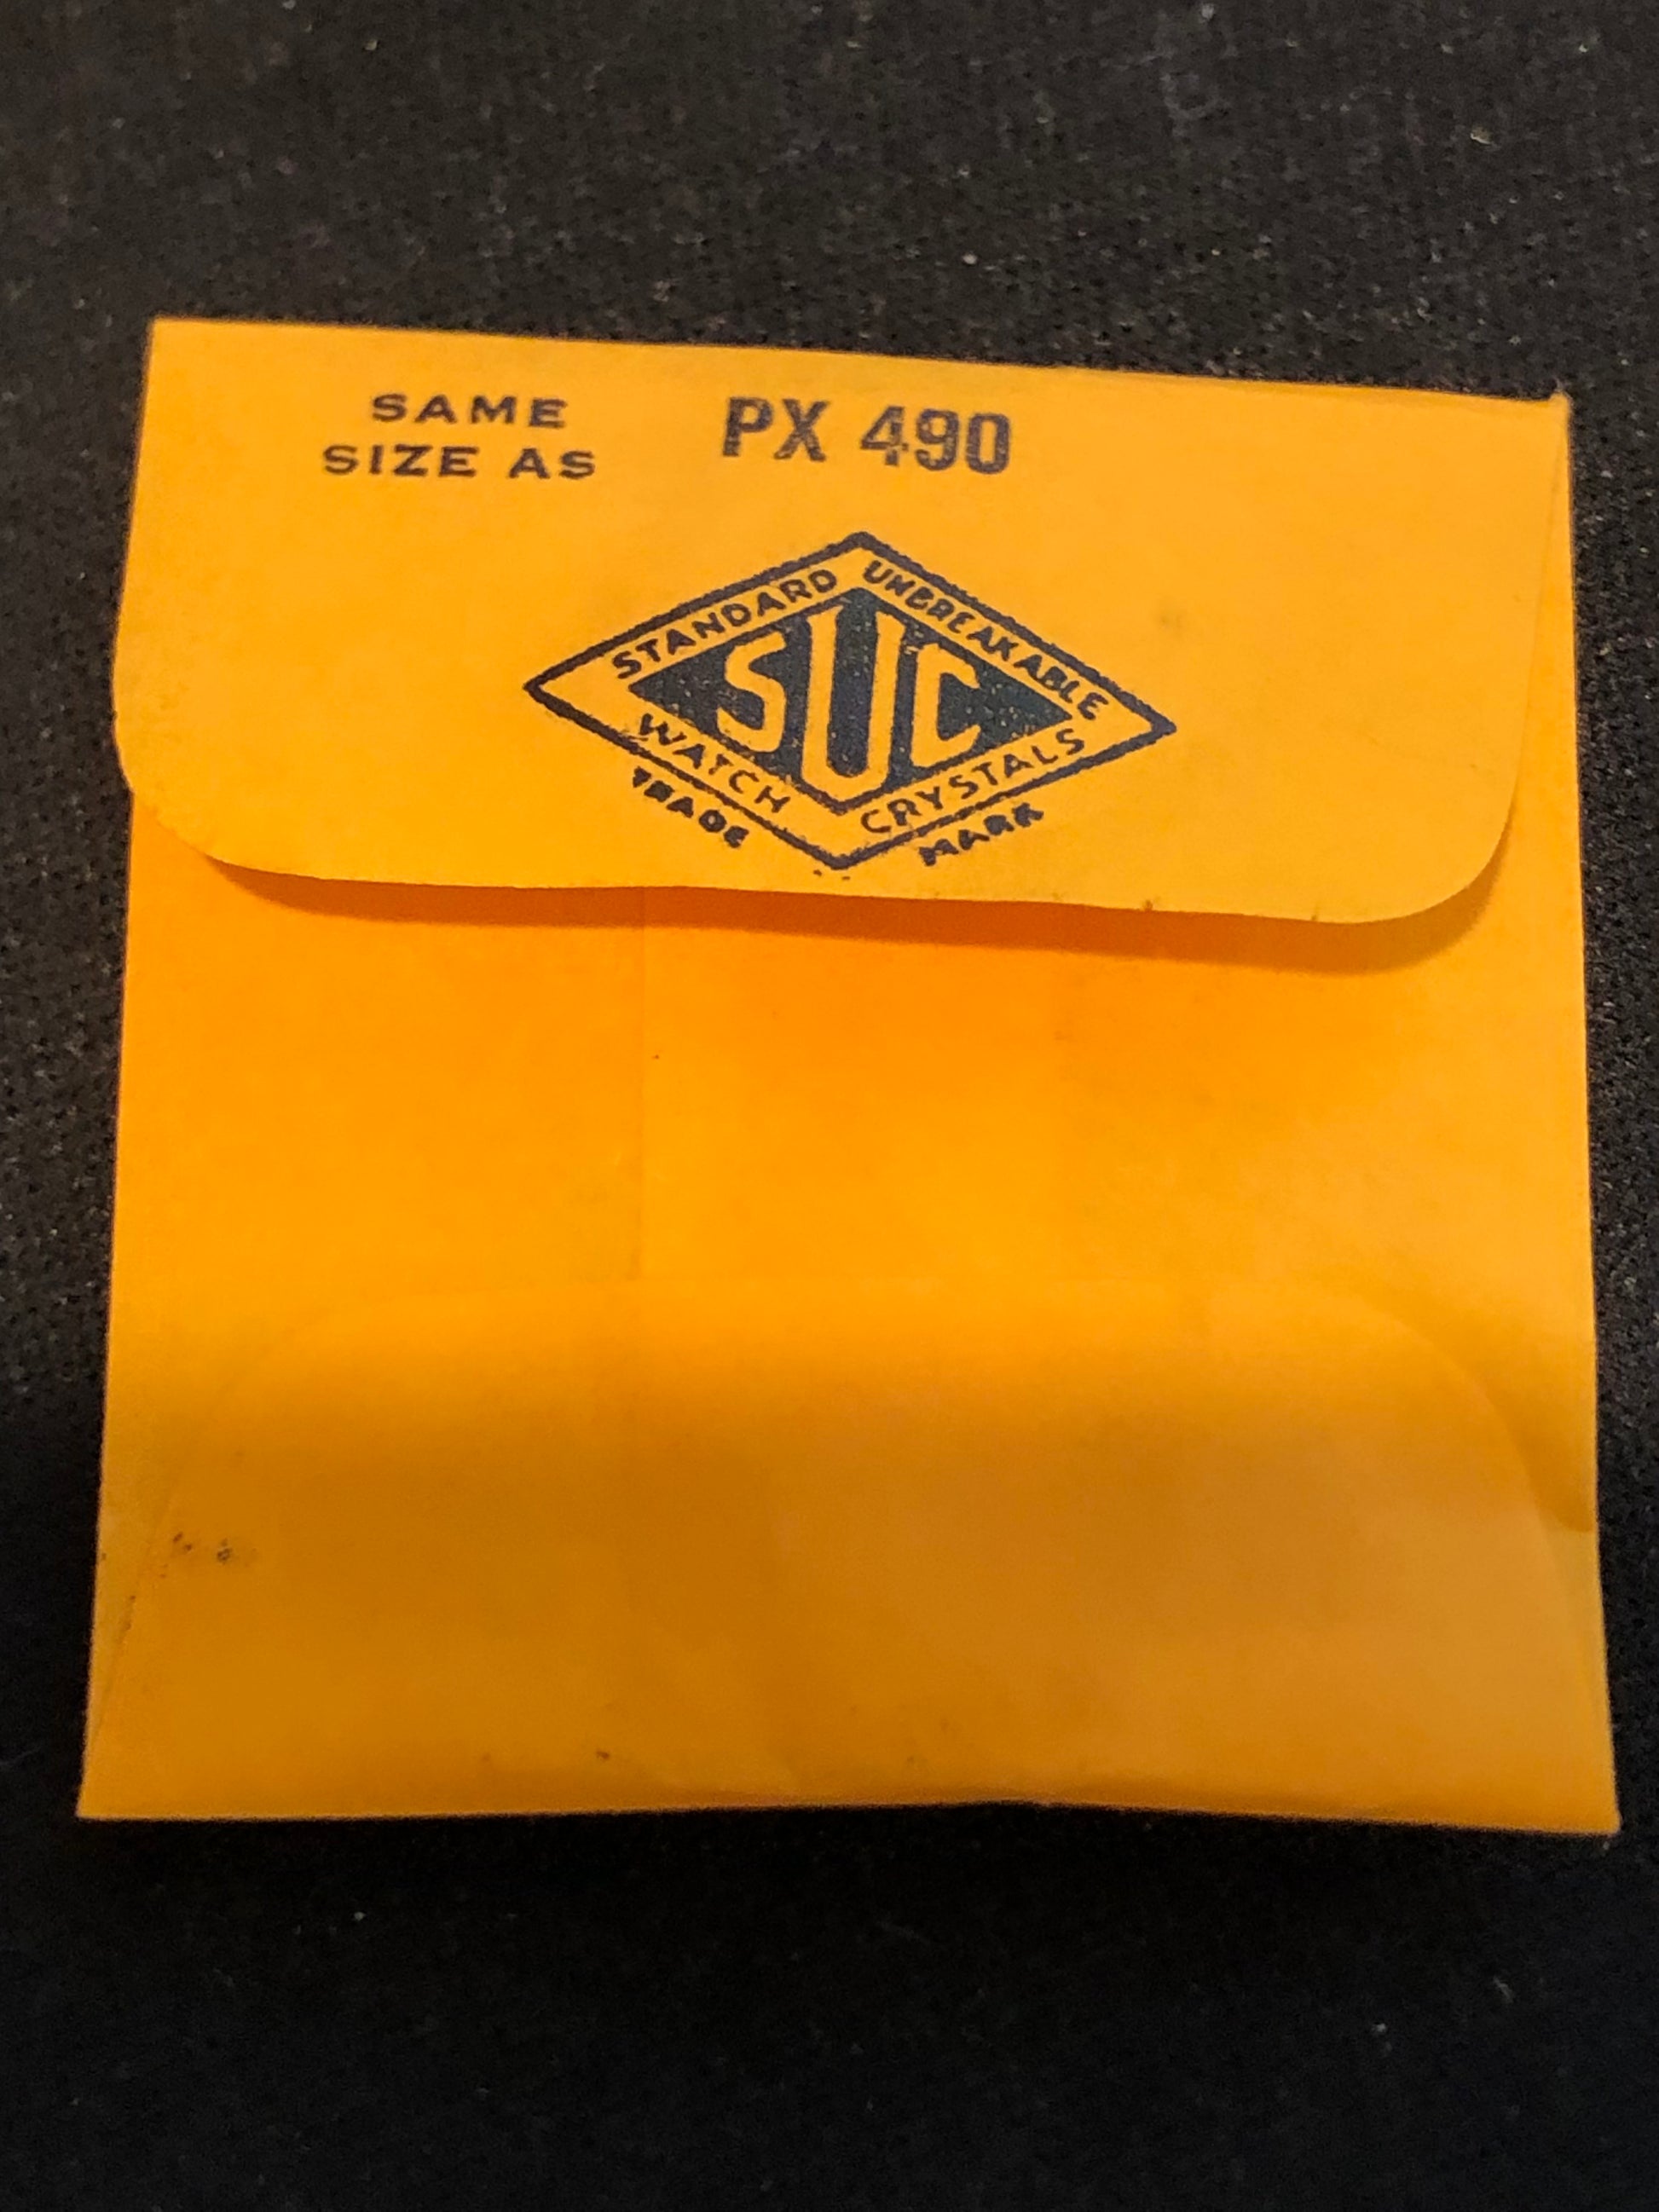 SAME
SIZE AS
PX 490
STANDARD UNBREAKABLE
SUC
WATCH CRYSTALS
TRADE MARK